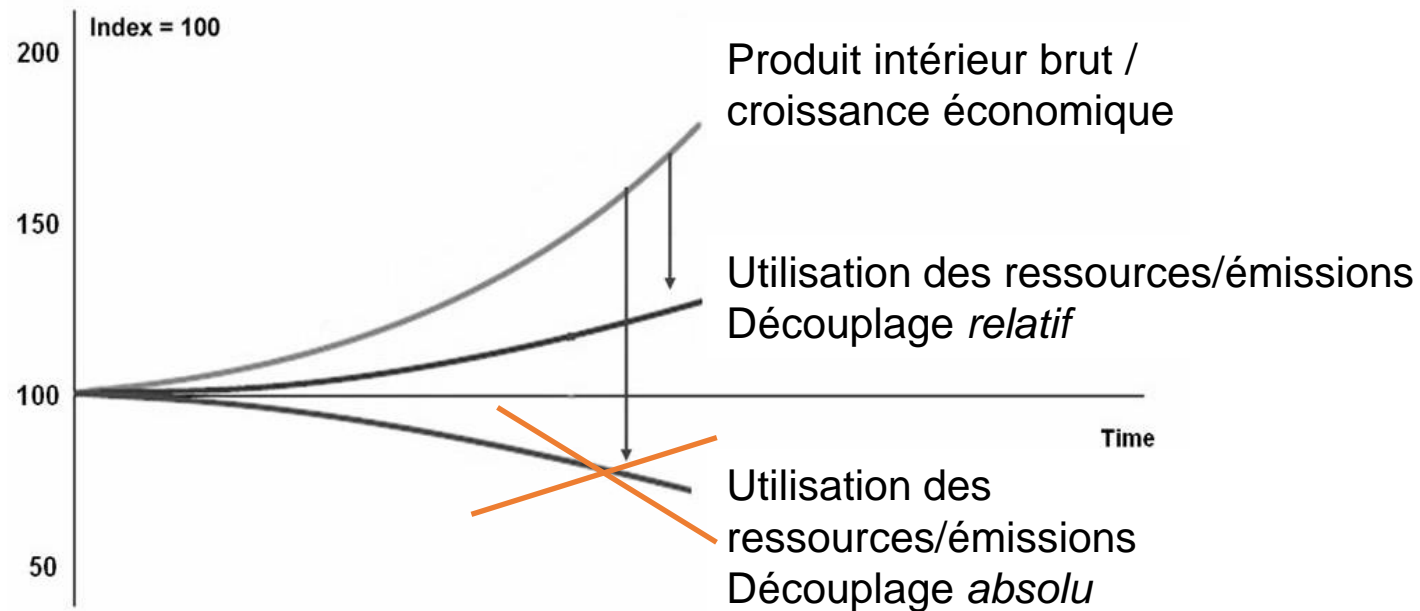 Index = 100
200
Produit intérieur brut /
croissance économique
150
Utilisation des ressources/émissions
Découplage relatif
100
Time
Utilisation des
ressources/émissions
Découplage absolu
50